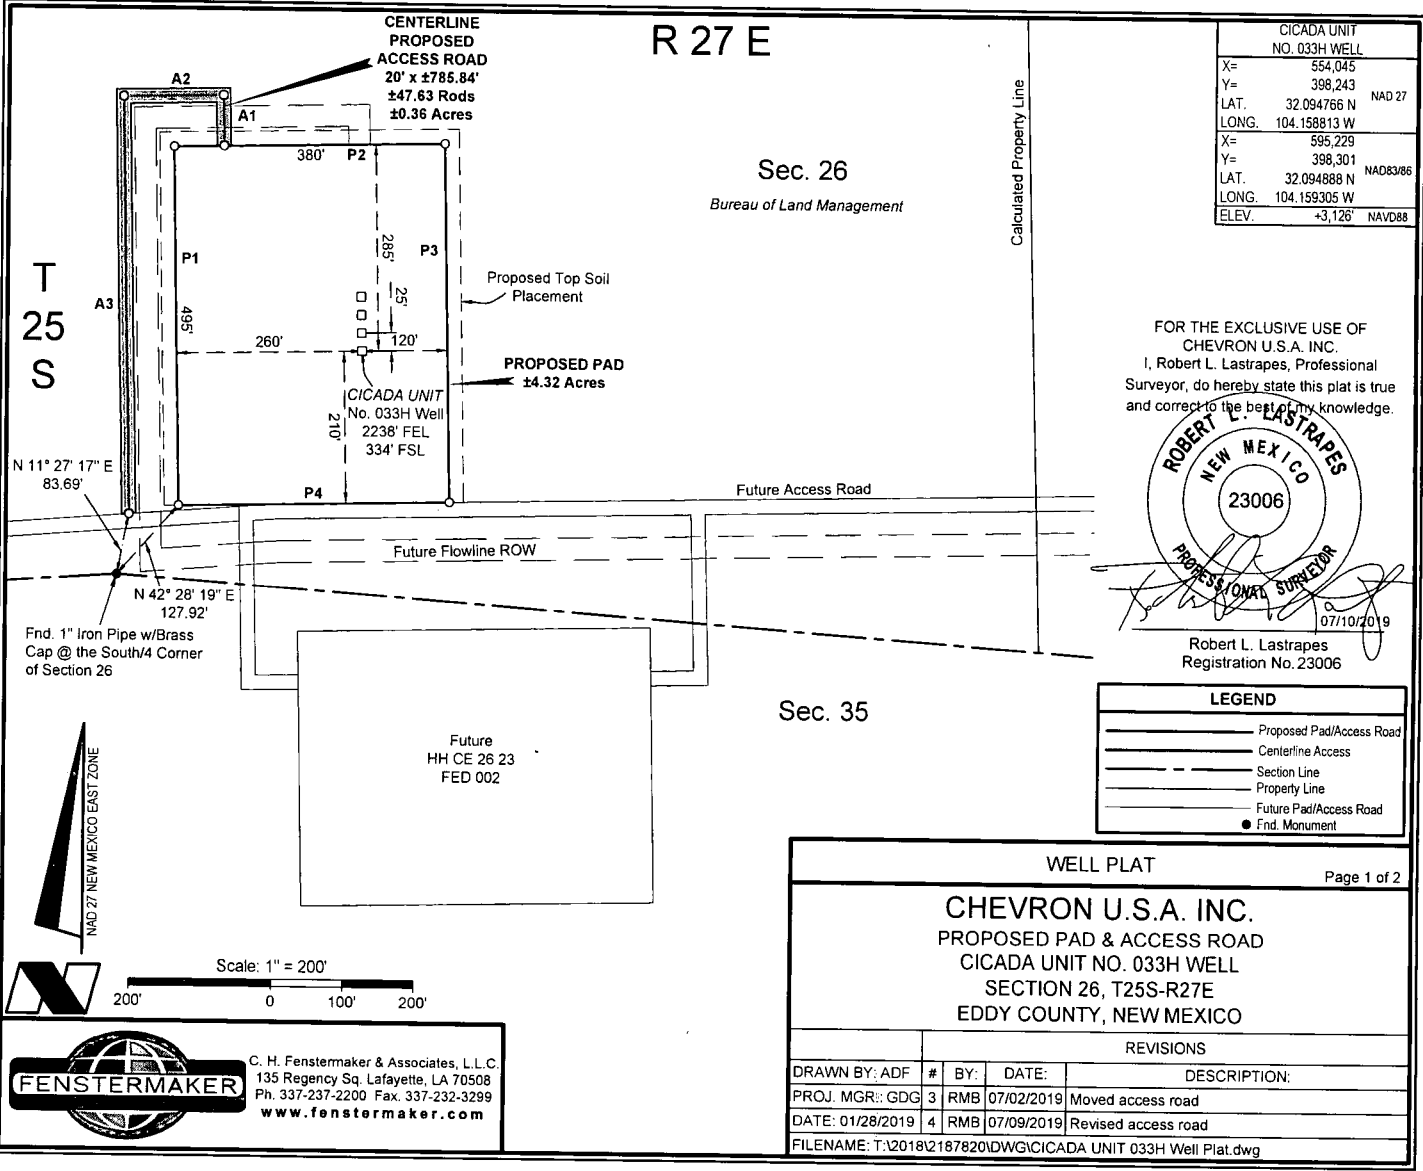 R 27 E
CENTERLINE
PROPOSED
ACCESS ROAD
20' x ±785.84'
±47.63 Rods
±0.36 Acres
A2
A1
380'
P2
P1
P3
285'
25'
A3
495'
260'
120'
210'
CICADA UNIT
No. 033H Well
2238' FEL
334' FSL
P4
Proposed Top Soil
Placement
PROPOSED PAD
±4.32 Acres
T
25
S
Sec. 26
Bureau of Land Management
Calculated Property Line
CICADA UNIT
NO. 033H WELL
X= 554,045
Y= 398,243
LAT. 32.094766 N
LONG. 104.158813 W
NAD 27
X= 595,229
Y= 398,301
LAT. 32.094888 N
LONG. 104.159305 W
NAD83/86
ELEV. +3,126' NAVD88
FOR THE EXCLUSIVE USE OF
CHEVRON U.S.A. INC.
I, Robert L. Lastrapes, Professional
Surveyor, do hereby state this plat is true
and correct to the best of my knowledge.
ROBERT L. LASTRAPES
NEW MEXICO
23006
PROFESSIONAL SURVEYOR
07/10/2019
Robert L. Lastrapes
Registration No. 23006
N 11° 27' 17" E
83.69'
Future Access Road
Future Flowline ROW
N 42° 28' 19" E
127.92'
Fnd. 1" Iron Pipe w/Brass
Cap @ the South/4 Corner
of Section 26
Sec. 35
Future
HH CE 26 23
FED 002
LEGEND
Proposed Pad/Access Road
Centerline Access
Section Line
Property Line
Future Pad/Access Road
Fnd. Monument
NAD 27 NEW MEXICO EAST ZONE
Scale: 1" = 200'
200' 0 100' 200'
FENSTERMAKER
C. H. Fenstermaker & Associates, L.L.C.
135 Regency Sq. Lafayette, LA 70508
Ph. 337-237-2200 Fax. 337-232-3299
www.fenstermaker.com
WELL PLAT
Page 1 of 2
CHEVRON U.S.A. INC.
PROPOSED PAD & ACCESS ROAD
CICADA UNIT NO. 033H WELL
SECTION 26, T25S-R27E
EDDY COUNTY, NEW MEXICO
REVISIONS
DRAWN BY: ADF # BY: DATE: DESCRIPTION:
PROJ. MGR.: GDG 3 RMB 07/02/2019 Moved access road
DATE: 01/28/2019 4 RMB 07/09/2019 Revised access road
FILENAME: T:\2018\2187820\DWG\CICADA UNIT 033H Well Plat.dwg